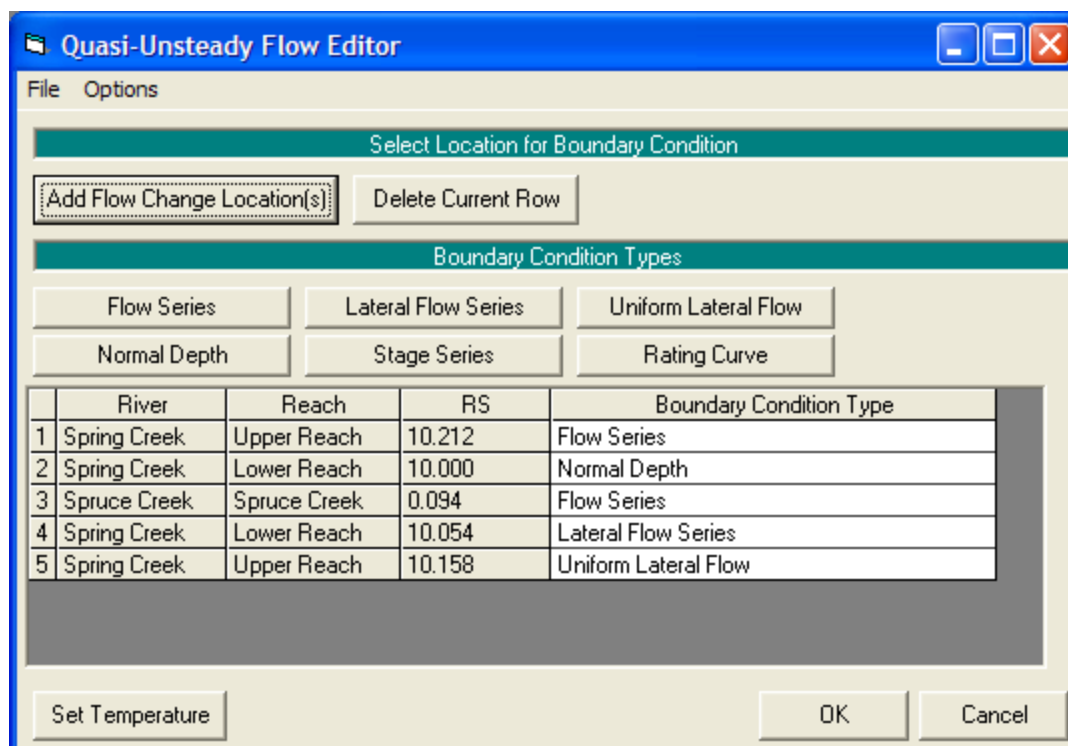 Quasi-Unsteady Flow Editor
File Options
Select Location for Boundary Condition
Add Flow Change Location(s) Delete Current Row
Boundary Condition Types
Flow Series Lateral Flow Series Uniform Lateral Flow
Normal Depth Stage Series Rating Curve
River Reach RS Boundary Condition Type
1 Spring Creek Upper Reach 10.212 Flow Series
2 Spring Creek Lower Reach 10.000 Normal Depth
3 Spruce Creek Spruce Creek 0.094 Flow Series
4 Spring Creek Lower Reach 10.054 Lateral Flow Series
5 Spring Creek Upper Reach 10.158 Uniform Lateral Flow
Set Temperature OK Cancel